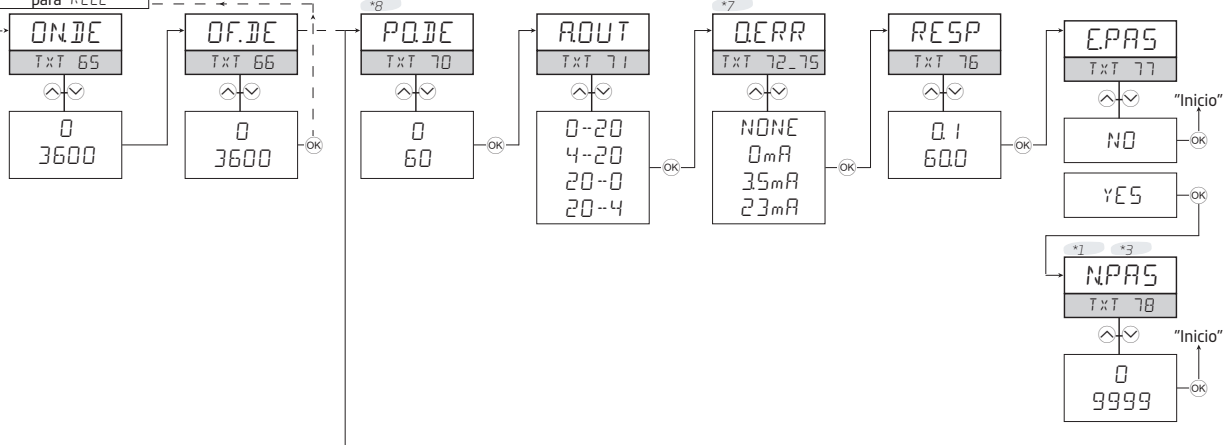 para RELE
ON.DE
TXT 65
0
3600
OF.DE
TXT 66
0
3600
OK
*8
PO.DE
TXT 70
0
60
OK
A.OUT
TXT 71
0--20
4--20
20--0
20--4
OK
*7
O.ERR
TXT 72_75
NONE
0mA
3.5mA
23mA
OK
RESP
TXT 76
0.1
60.0
OK
E.PAS
TXT 77
"Inicio"
NO
OK
YES
OK
*1 *3
N.PAS
TXT 78
"Inicio"
0
9999
OK